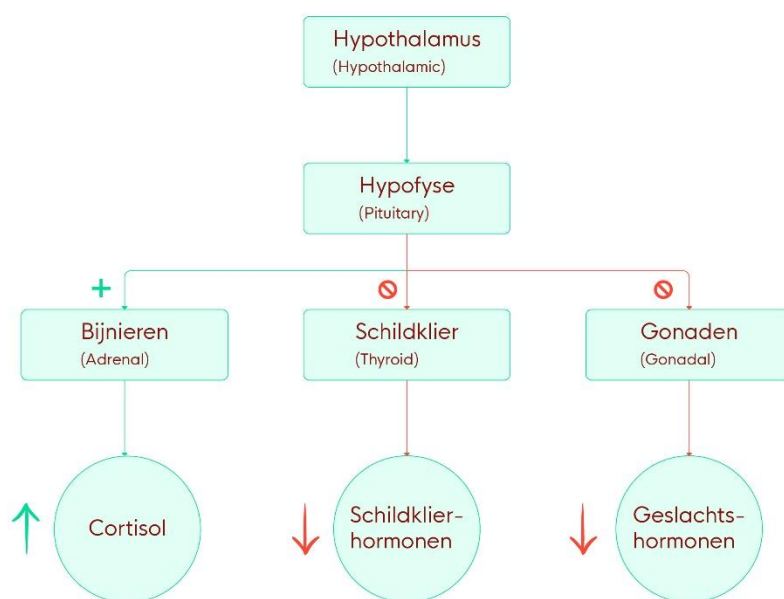 Hypothalamus
(Hypothalamic)
Hypofyse
(Pituitary)
+
Bijnieren
(Adrenal)
Schildklier
(Thyroid)
Gonaden
(Gonadal)
Cortisol
Schildklier-
hormonen
Geslachts-
hormonen